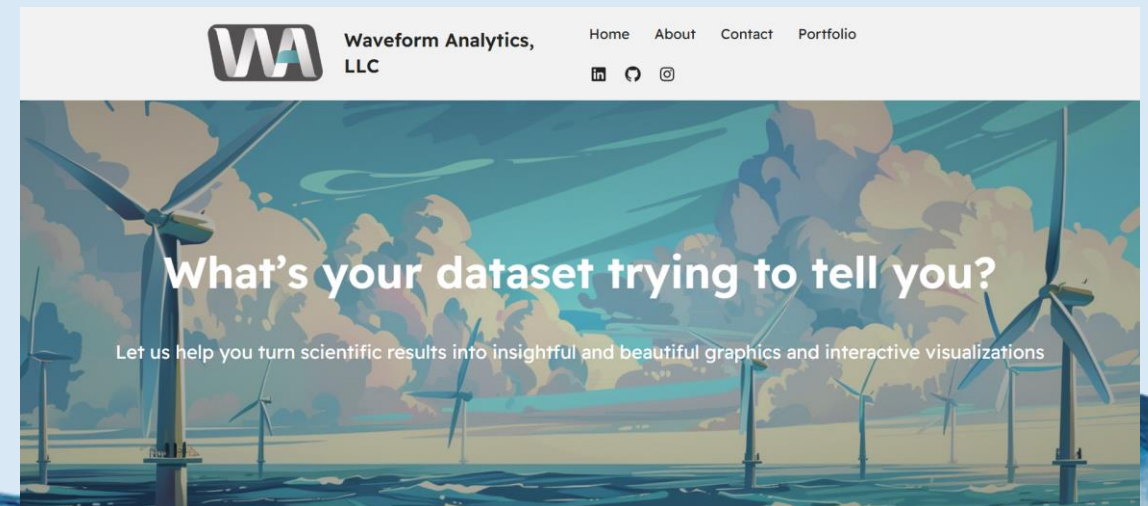 WA
Waveform Analytics,
LLC
Home About Contact Portfolio
in
What's your dataset trying to tell you?
Let us help you turn scientific results into insightful and beautiful graphics and interactive visualizations